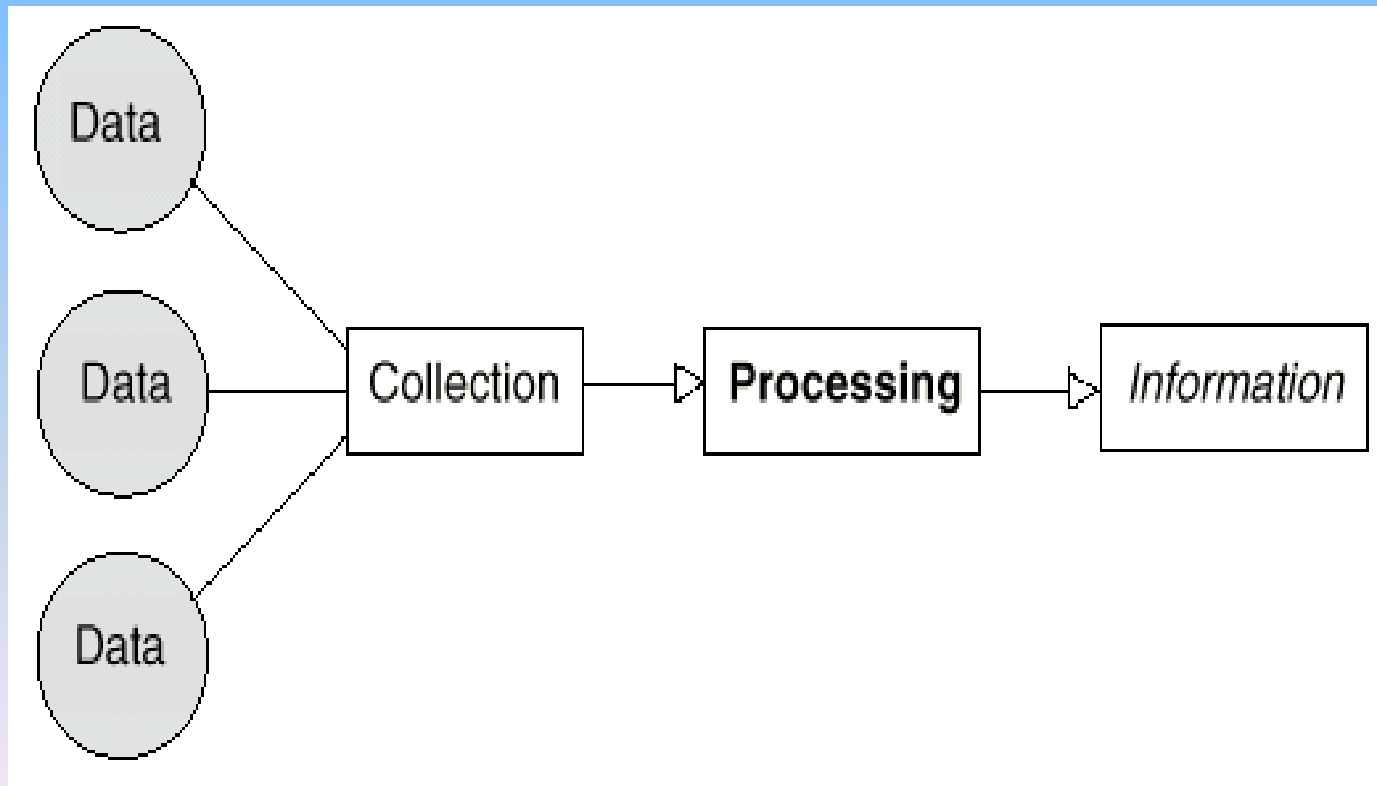 Data
Data
Collection
Processing
Information
Data